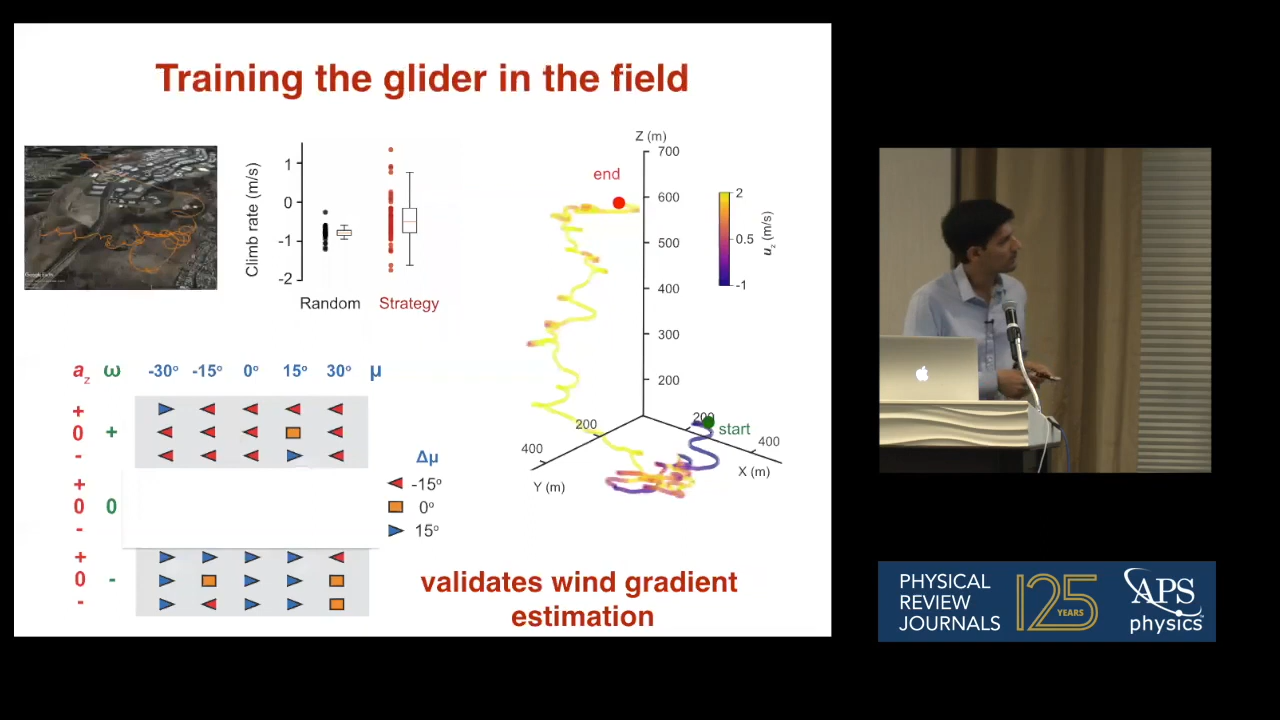 Training the glider in the field
Google Earth
Climb rate (m/s)
1
0
-1
-2
Random
Strategy
Z (m)
700
600
500
400
300
200
end
start
2
0.5
-1
u_z (m/s)
200
400
Y (m)
200
400
X (m)
a_z ω -30° -15° 0° 15° 30° μ
+
0 +
-
+
0 0
-
+
0 -
-
Δμ
-15°
0°
15°
validates wind gradient
estimation
PHYSICAL
REVIEW
JOURNALS
125
YEARS
APS
physics